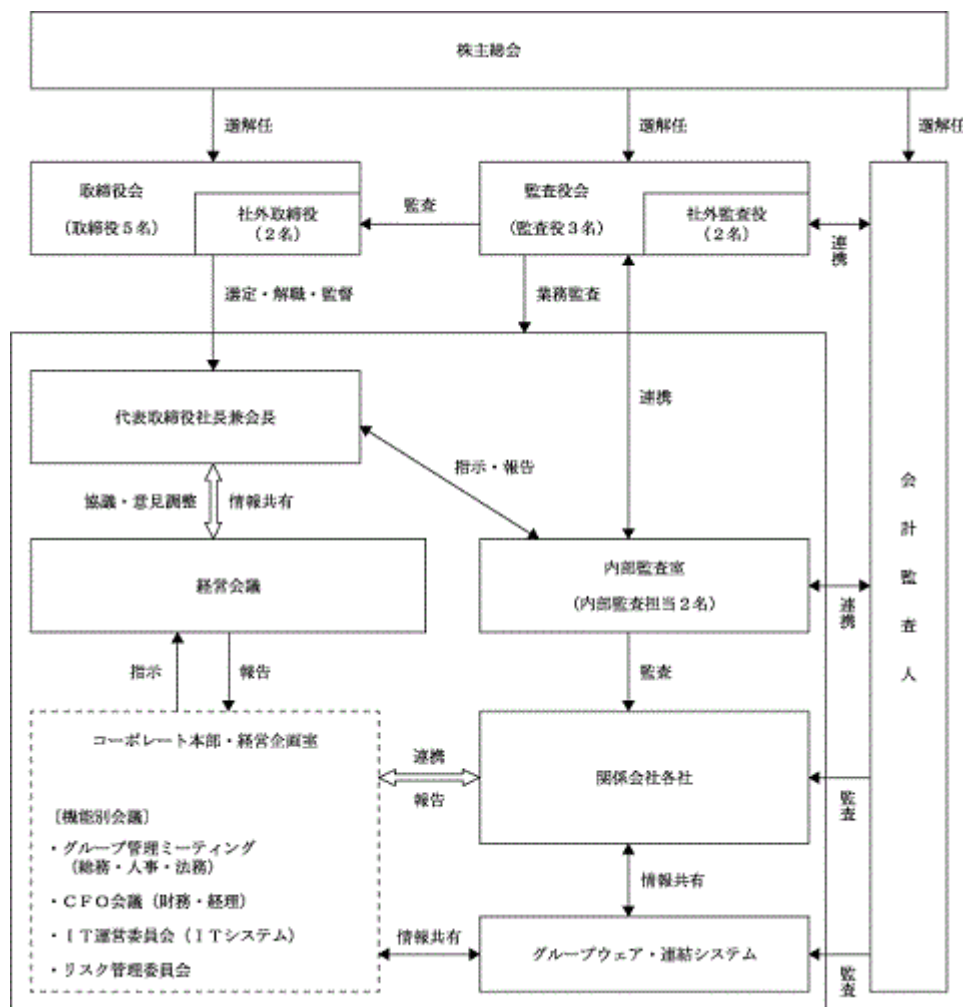 株主総会
選解任
選解任
選解任
取締役会
(取締役5名)
社外取締役
(2名)
監査
監査役会
(監査役3名)
社外監査役
(2名)
連携
選定・解職・監督
業務監査
代表取締役社長兼会長
連携
指示・報告
協議・意見調整
情報共有
会計監査人
経営会議
内部監査室
(内部監査担当2名)
連携
指示
報告
監査
コーポレート本部・経営企画室
連携
報告
関係会社各社
監査
〔機能別会議〕
・グループ管理ミーティング
(総務・人事・法務)
・CFO会議(財務・経理)
・IT運営委員会(ITシステム)
・リスク管理委員会
情報共有
情報共有
グループウェア・連結システム
監査